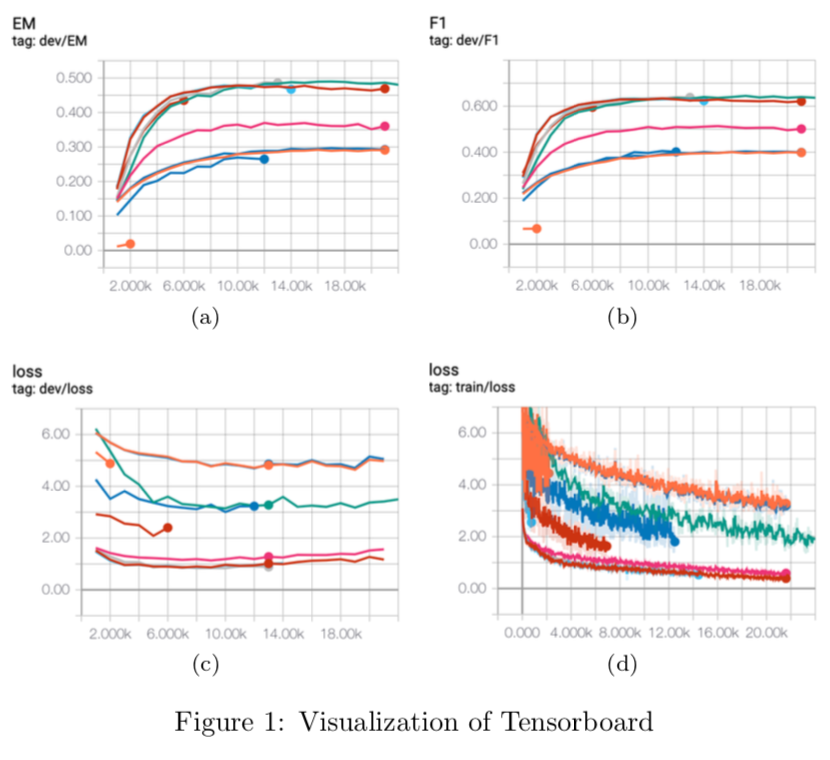 EM
tag: dev/EM
0.500
0.400
0.300
0.200
0.100
0.00
2.000k 6.000k 10.00k 14.00k 18.00k
(a)
F1
tag: dev/F1
0.600
0.400
0.200
0.00
2.000k 6.000k 10.00k 14.00k 18.00k
(b)
loss
tag: dev/loss
6.00
4.00
2.00
0.00
2.000k 6.000k 10.00k 14.00k 18.00k
(c)
loss
tag: train/loss
6.00
4.00
2.00
0.00
0.000 4.000k 8.000k 12.00k 16.00k 20.00k
(d)
Figure 1: Visualization of Tensorboard